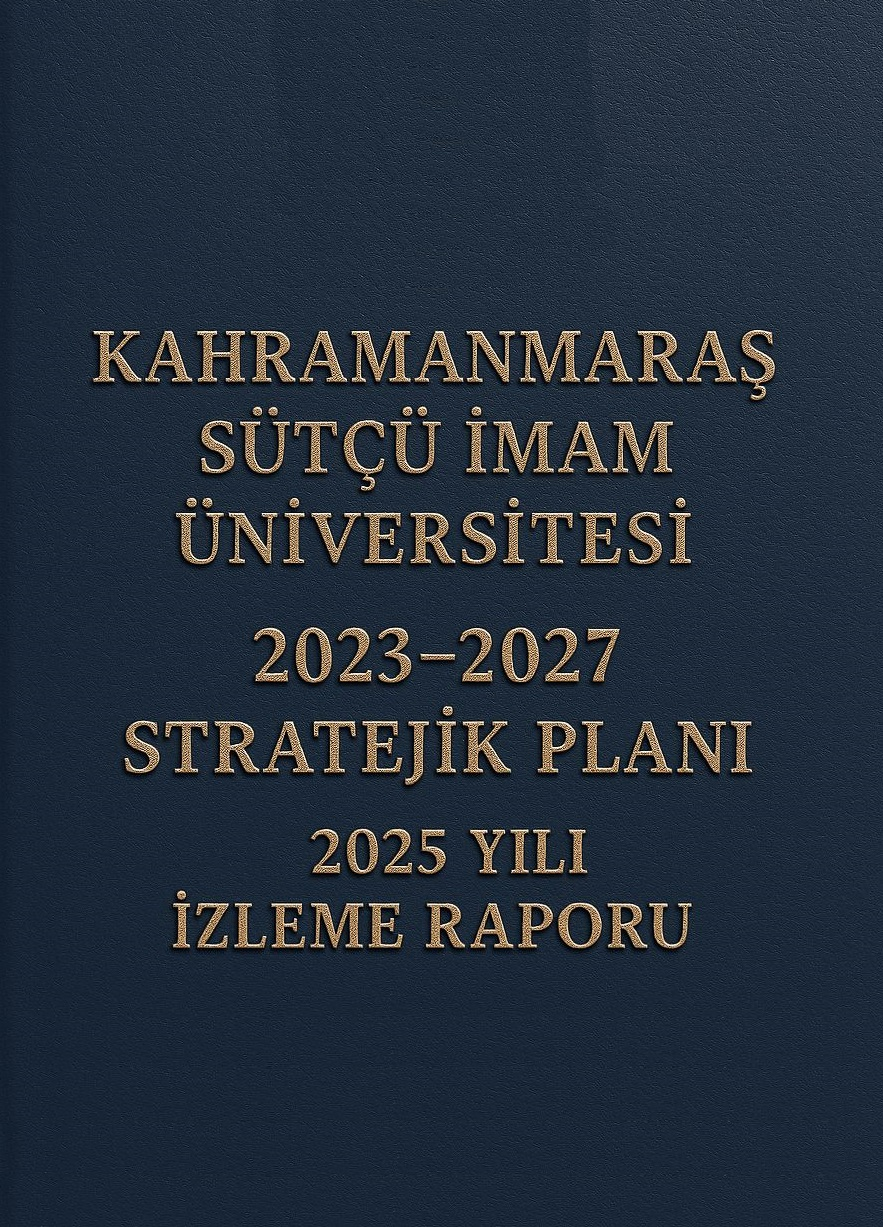 KAHRAMANMARAŞ
SÜTÇÜ İMAM
ÜNİVERSİTESİ
2023–2027
STRATEJİK PLANI
2025 YILI
İZLEME RAPORU